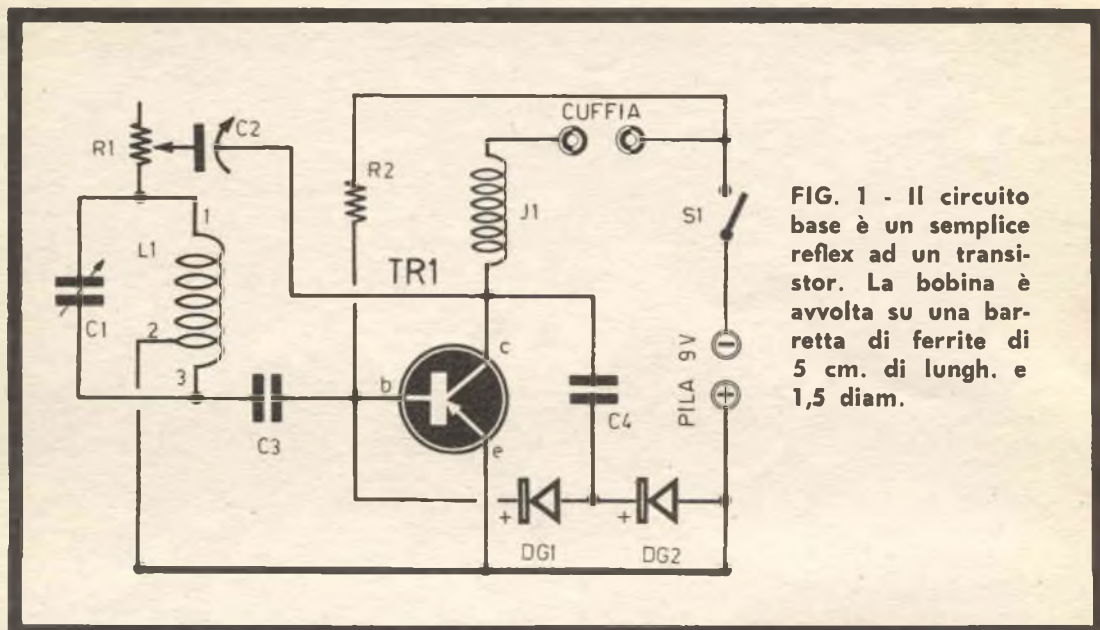 CUFFIA
R1
C2
R2
J1
S1
1
L1
TR1
C1
2
3
C3
b
c
e
C4
PILA 9V
−
+
+
DG1
+
DG2
FIG. 1 - Il circuito
base è un semplice
reflex ad un transi-
stor. La bobina è
avvolta su una bar-
retta di ferrite di
5 cm. di lungh. e
1,5 diam.